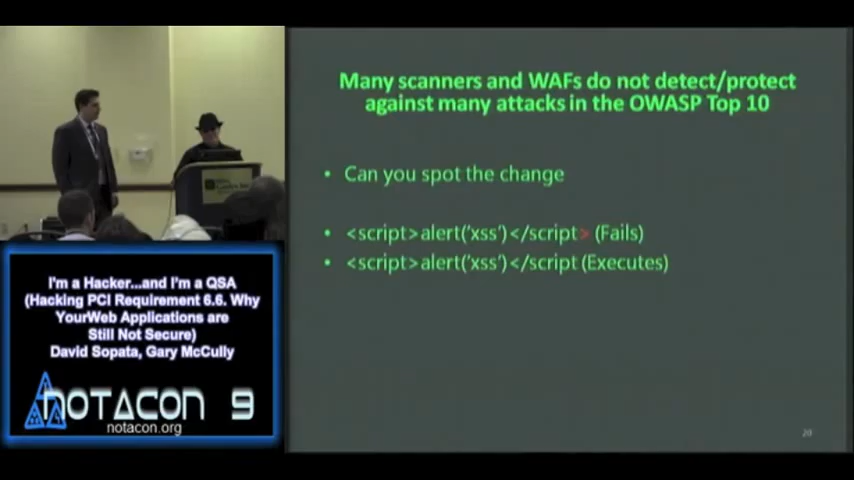 Many scanners and WAFs do not detect/protect
against many attacks in the OWASP Top 10
• Can you spot the change
• <script>alert('xss')</script> (Fails)
• <script>alert('xss')</script (Executes)
20
I'm a Hacker...and I'm a QSA
(Hacking PCI Requirement 6.6. Why
YourWeb Applications are
Still Not Secure)
David Sopata, Gary McCully
NOTACON 9
notacon.org